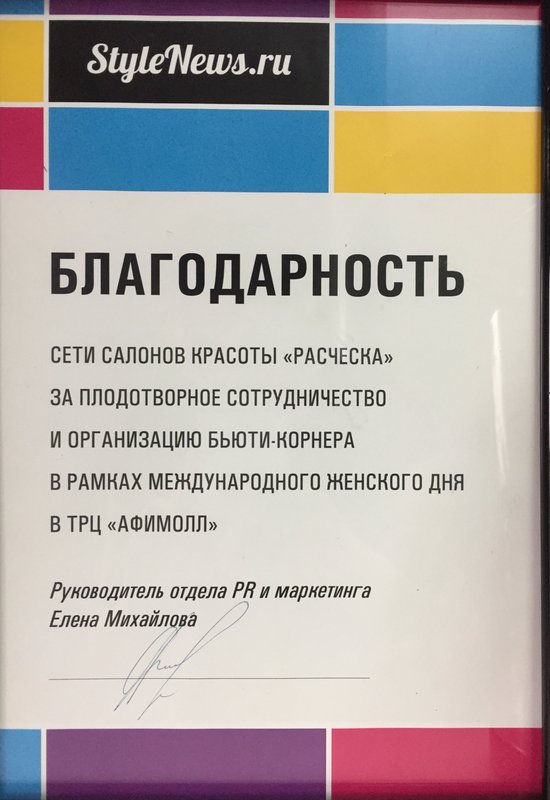 StyleNews.ru
БЛАГОДАРНОСТЬ
СЕТИ САЛОНОВ КРАСОТЫ «РАСЧЕСКА»
ЗА ПЛОДОТВОРНОЕ СОТРУДНИЧЕСТВО
И ОРГАНИЗАЦИЮ БЬЮТИ-КОРНЕРА
В РАМКАХ МЕЖДУНАРОДНОГО ЖЕНСКОГО ДНЯ
В ТРЦ «АФИМОЛЛ»
Руководитель отдела PR и маркетинга
Елена Михайлова